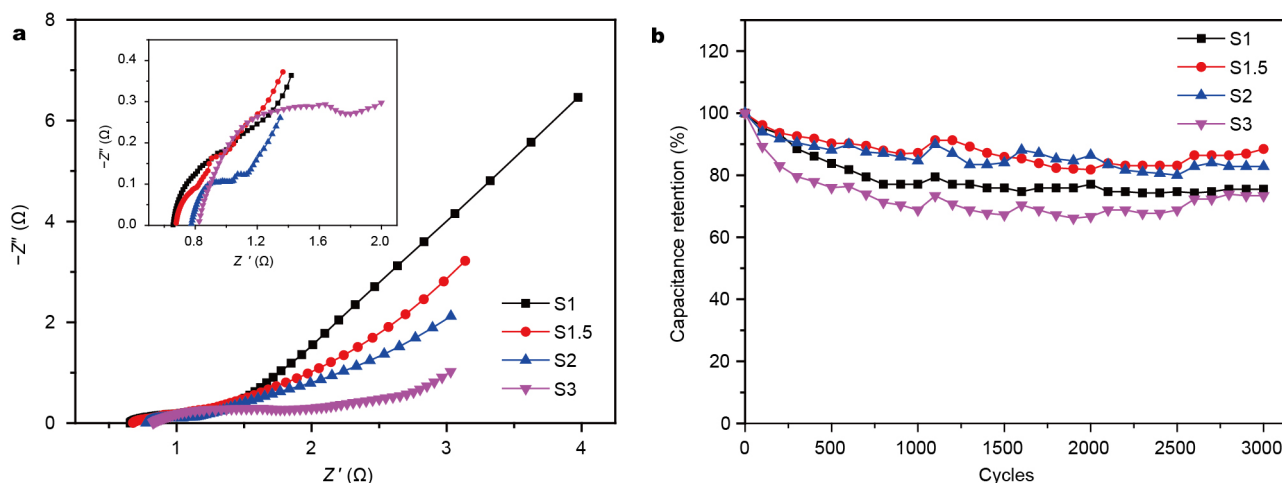 a
8
6
4
2
0
−Z″ (Ω)
1
2
3
4
Z′ (Ω)
0.4
0.3
0.2
0.1
0.0
−Z″ (Ω)
0.8
1.2
1.6
2.0
Z′ (Ω)
S1
S1.5
S2
S3
b
120
100
80
60
40
20
0
Capacitance retention (%)
0
500
1000
1500
2000
2500
3000
Cycles
S1
S1.5
S2
S3